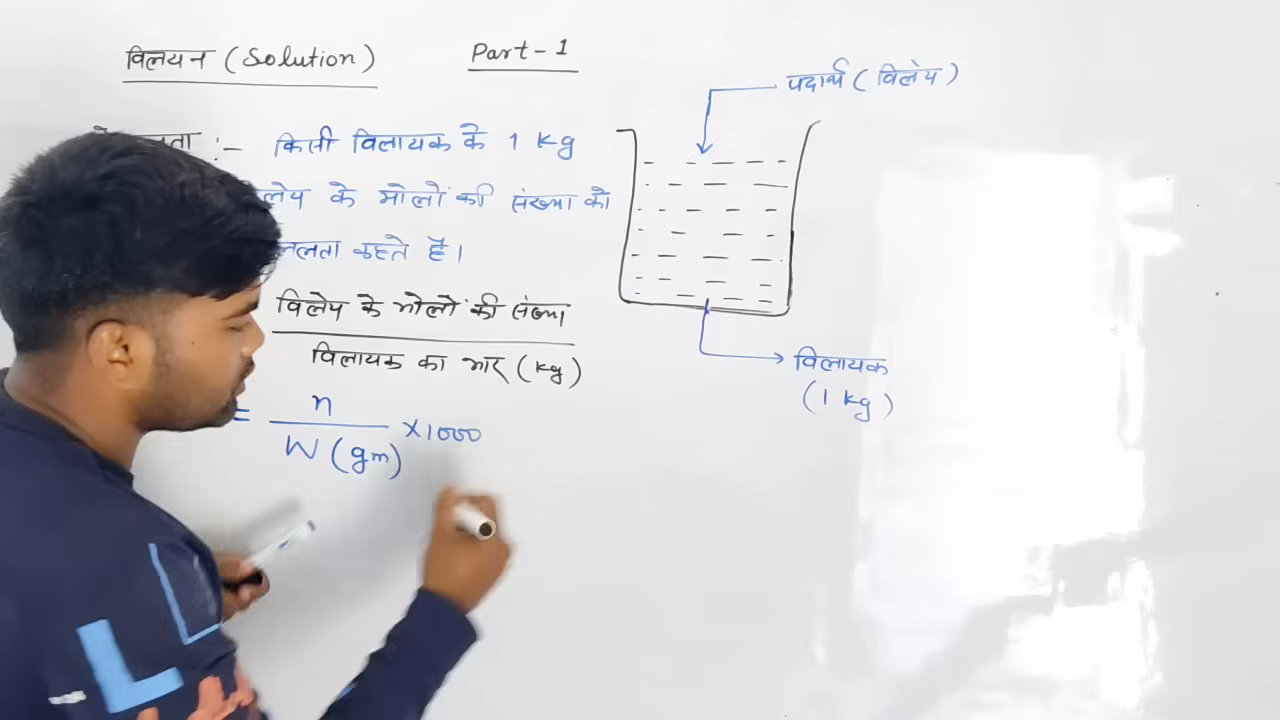 विलयन (Solution)
Part-1
:- किसी विलायक के 1 kg
के मोलों की संख्या को
कहते है।
विलेय के मोलों की संख्या
विलायक का भार (kg)
= n
W (gm) ×1000
पदार्थ (विलेय)
विलायक
(1 kg)